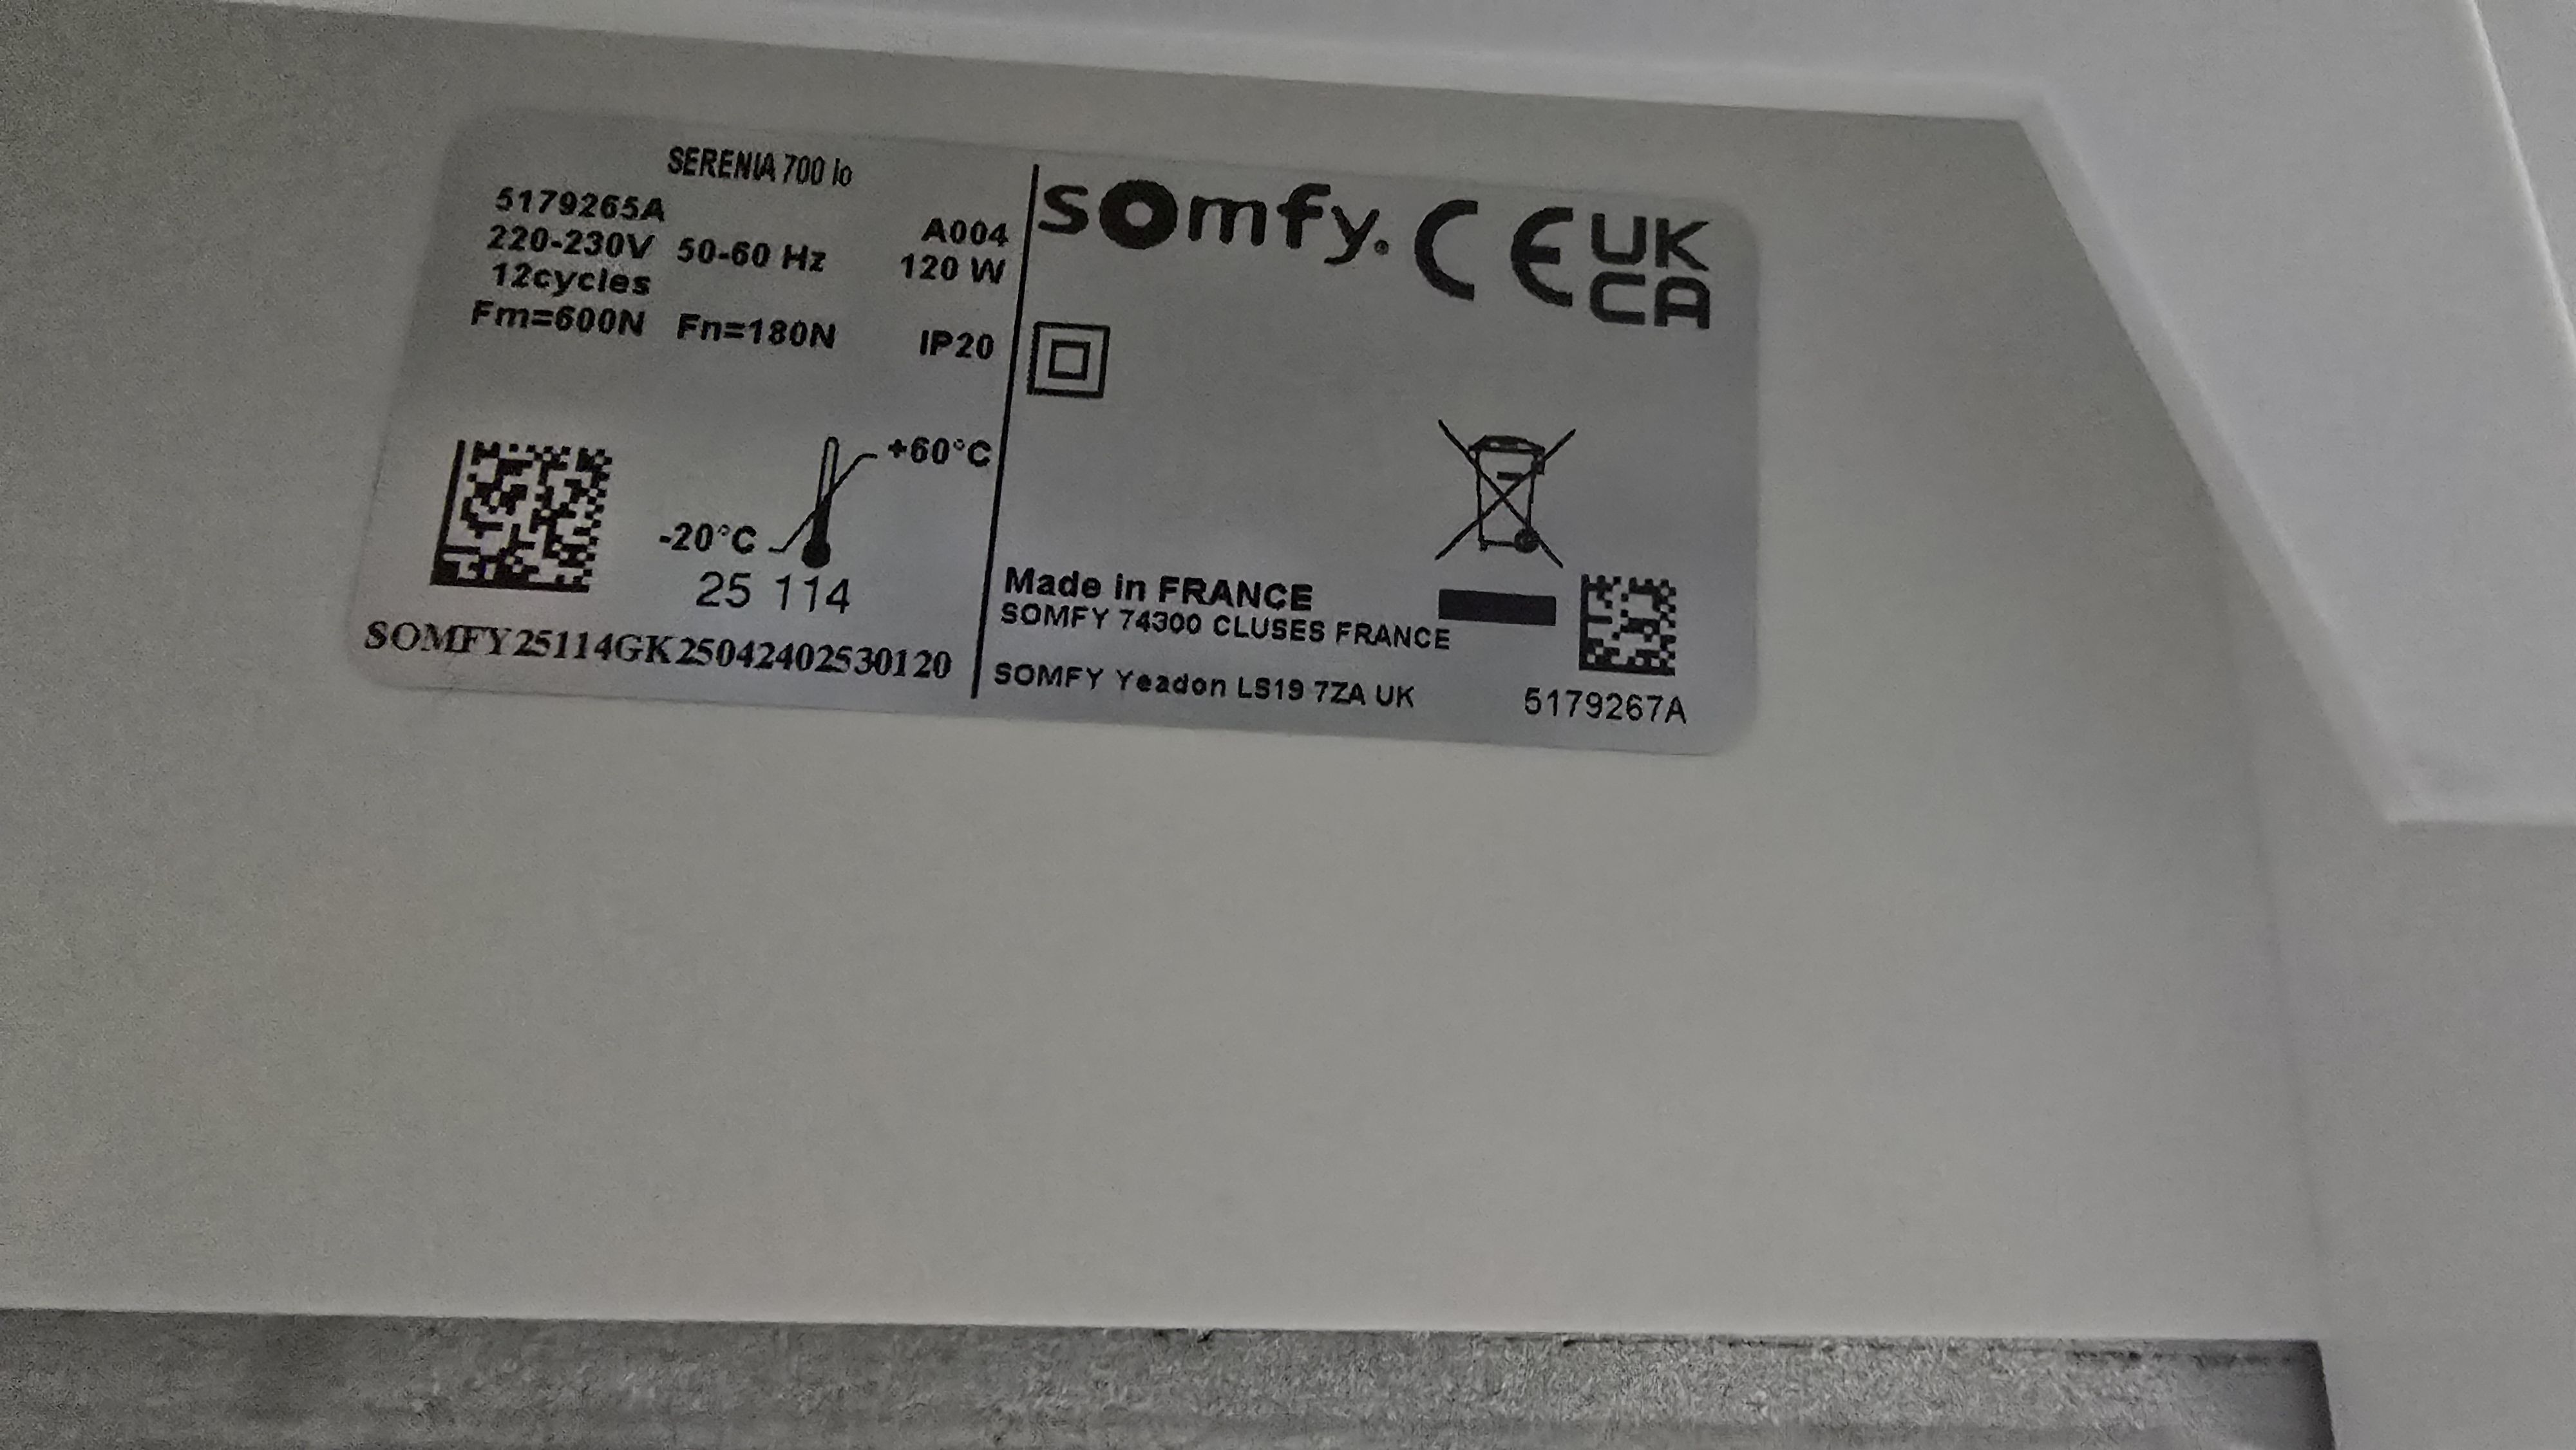 SERENIA 700 Io
5179265A A004
220-230V 50-60 Hz 120 W
12cycles
Fm=600N Fn=180N IP20
+60°C
-20°C
25 114
SOMFY25114GK25042402530120
somfy. CE UK CA
Made in FRANCE
SOMFY 74300 CLUSES FRANCE
SOMFY Yeadon LS19 7ZA UK
5179267A